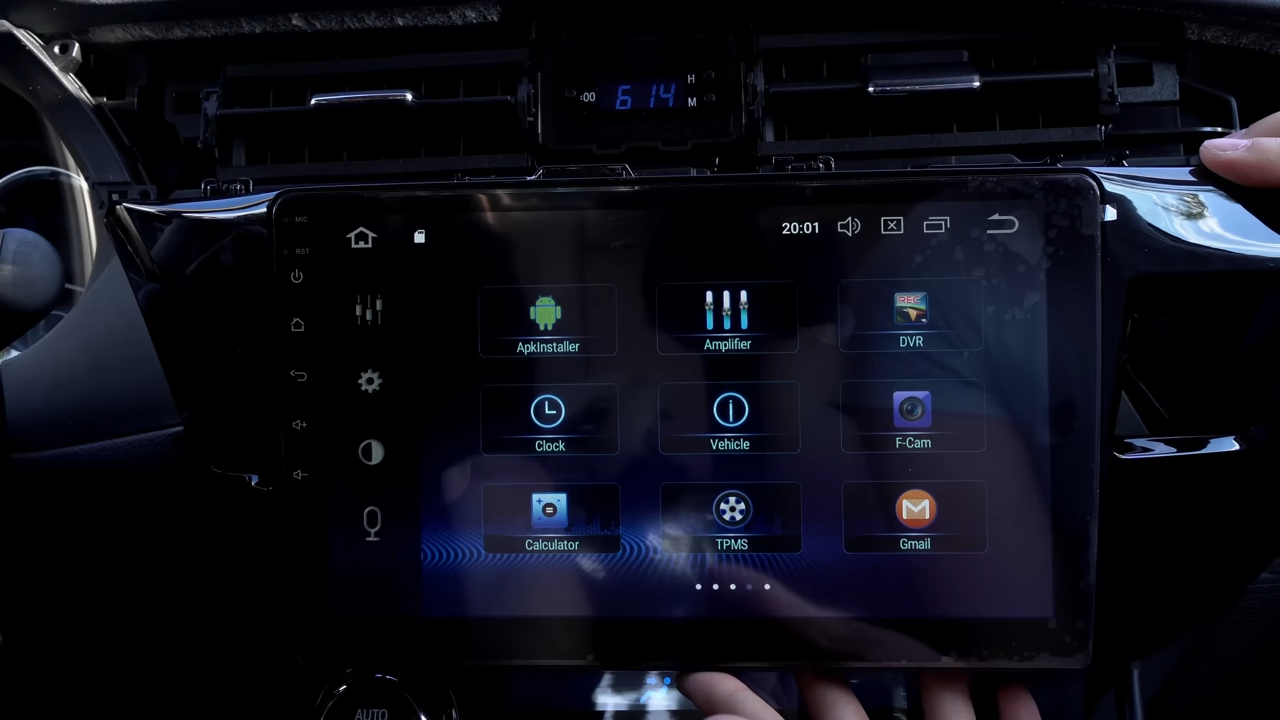 H
:00 6 14
M
MIC
20:01
RST
REC
ApkInstaller
Amplifier
DVR
Clock
Vehicle
F-Cam
Calculator
TPMS
Gmail
AUTO